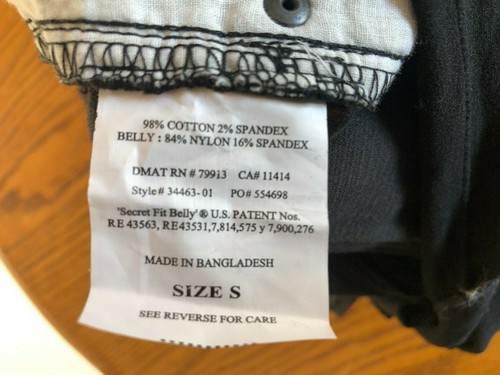 98% COTTON 2% SPANDEX
BELLY : 84% NYLON 16% SPANDEX
DMAT RN # 79913 CA# 11414
Style # 34463-01 PO# 554698
'Secret Fit Belly'® U.S. PATENT Nos.
RE 43563, RE43531,7,814,575 y 7,900,276
MADE IN BANGLADESH
SIZE S
SEE REVERSE FOR CARE